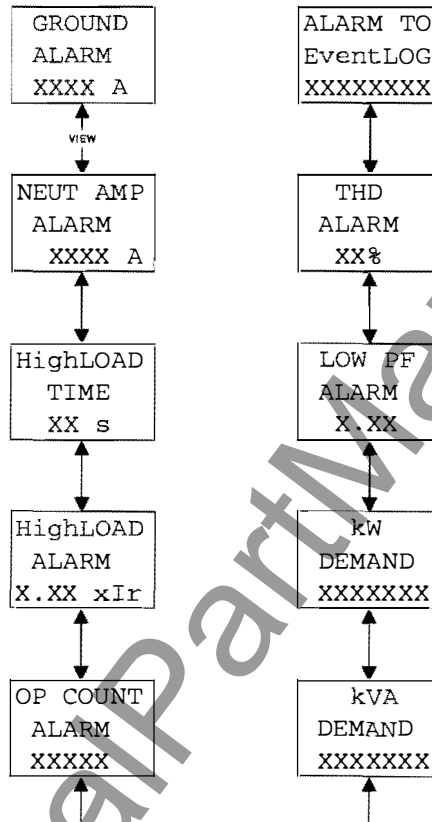 GROUND
ALARM
XXXX A
VIEW
NEUT AMP
ALARM
XXXX A
HighLOAD
TIME
XX s
HighLOAD
ALARM
X.XX xIr
OP COUNT
ALARM
XXXXX
ALARM TO
EventLOG
XXXXXXXX
THD
ALARM
XX%
LOW PF
ALARM
X.XX
kW
DEMAND
XXXXXXX
kVA
DEMAND
XXXXXXX
alPartMa